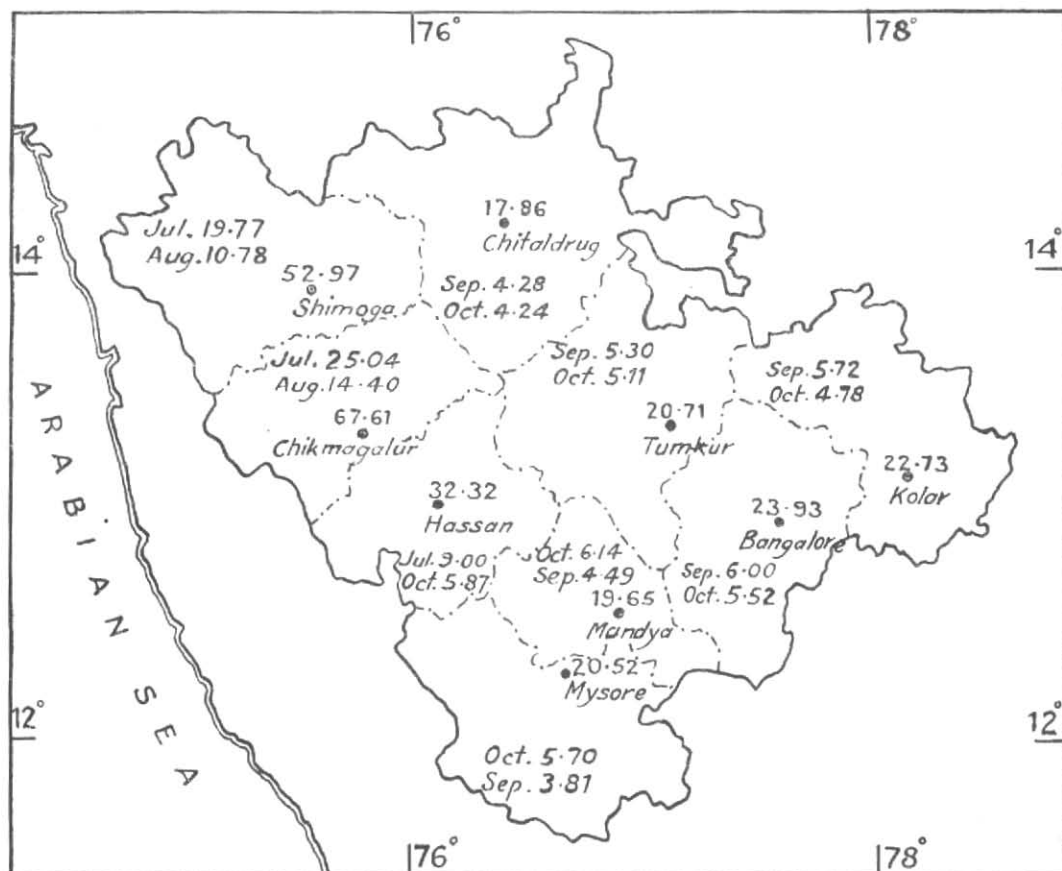 76°
78°
14°
14°
Jul. 19.77
Aug. 10.78
52.97
Shimoga
17.86
Chitaldrug
Sep. 4.28
Oct. 4.24
Sep. 5.30
Oct. 5.11
20.71
Tumkur
Sep. 5.72
Oct. 4.78
22.73
Kolar
Jul. 25.04
Aug. 14.40
67.61
Chikmagalur
32.32
Hassan
Jul. 9.00
Oct. 5.87
Oct. 6.14
Sep. 4.49
19.65
Mandya
23.93
Bangalore
Sep. 6.00
Oct. 5.52
20.52
Mysore
Oct. 5.70
Sep. 3.81
ARABIAN SEA
12°
12°
76°
78°